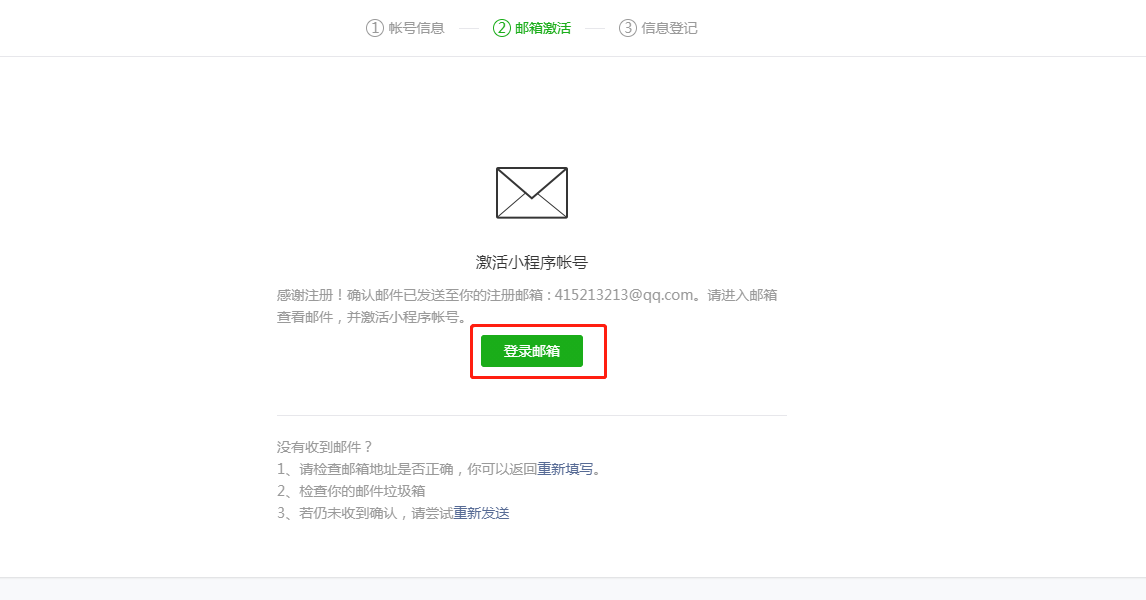 ① 帐号信息 ② 邮箱激活 ③ 信息登记
激活小程序帐号
感谢注册！确认邮件已发送至你的注册邮箱：415213213@qq.com。请进入邮箱
查看邮件，并激活小程序帐号。
登录邮箱
没有收到邮件？
1、请检查邮箱地址是否正确，你可以返回重新填写。
2、检查你的邮件垃圾箱
3、若仍未收到确认，请尝试重新发送